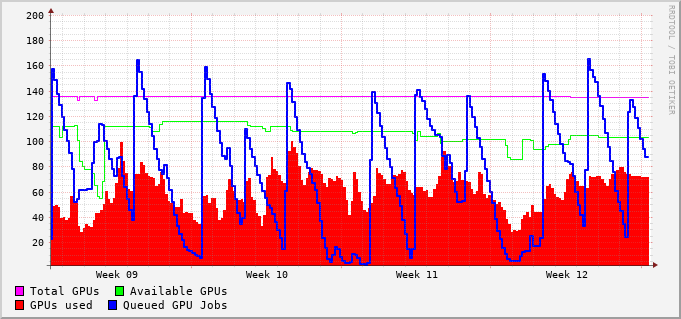 200
180
160
140
120
100
80
60
40
20
Week 09 Week 10 Week 11 Week 12
Total GPUs Available GPUs
GPUs used Queued GPU Jobs
RRDTOOL / TOBI OETIKER